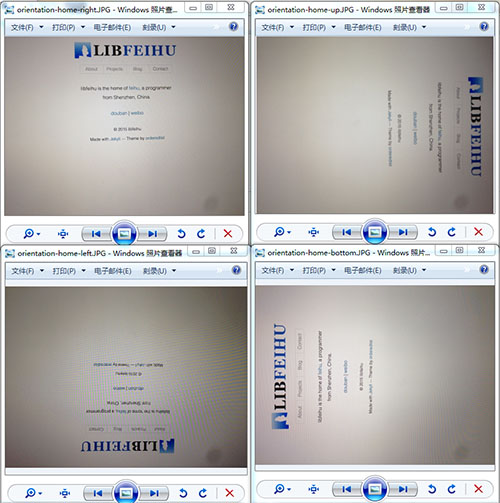 orientation-home-right.JPG - Windows 照片查看...
文件(F) 打印(P) 电子邮件(E) 刻录(U)
LIBFEIHU
About Projects Blog Contact
libfeihu is the home of feihu, a programmer
from Shenzhen, China.
douban | weibo
© 2015 libfeihu
Made with Jekyll — Theme by orderedlist
orientation-home-up.JPG - Windows 照片查看器
文件(F) 打印(P) 电子邮件(E) 刻录(U)
LIBFEIHU
About Projects Blog Contact
libfeihu is the home of feihu, a programmer
from Shenzhen, China.
douban | weibo
© 2015 libfeihu
Made with Jekyll — Theme by orderedlist
orientation-home-left.JPG - Windows 照片查看器
文件(F) 打印(P) 电子邮件(E) 刻录(U)
LIBFEIHU
About Projects Blog Contact
libfeihu is the home of feihu, a programmer
from Shenzhen, China.
douban | weibo
© 2015 libfeihu
Made with Jekyll — Theme by orderedlist
orientation-home-bottom.JPG - Windows 照片查...
文件(F) 打印(P) 电子邮件(E) 刻录(U)
LIBFEIHU
About Projects Blog Contact
libfeihu is the home of feihu, a programmer
from Shenzhen, China.
douban | weibo
© 2015 libfeihu
Made with Jekyll — Theme by orderedlist